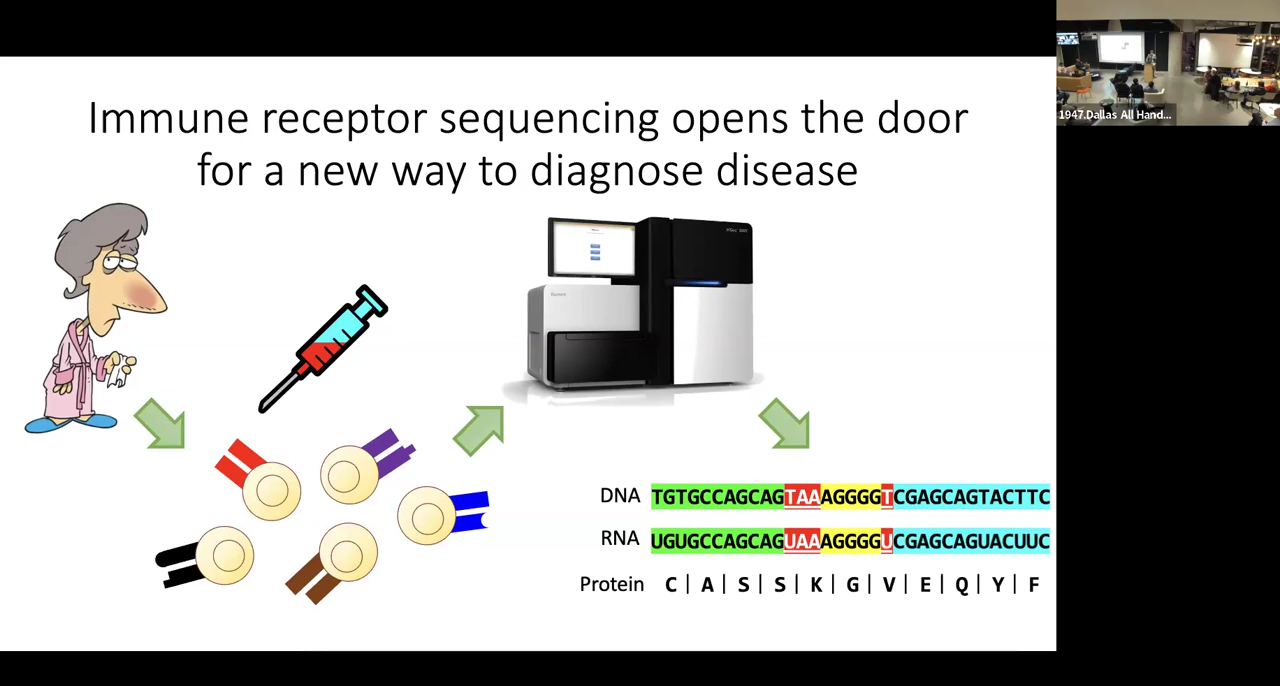 Immune receptor sequencing opens the door
for a new way to diagnose disease
1947.Dallas All Hand...
DNA TGTGCCAGCAGTAAAGGGGTCGAGCAGTACTTC
RNA UGUGCCAGCAGUAAAGGGGUCGAGCAGUACUUC
Protein C | A | S | S | K | G | V | E | Q | Y | F